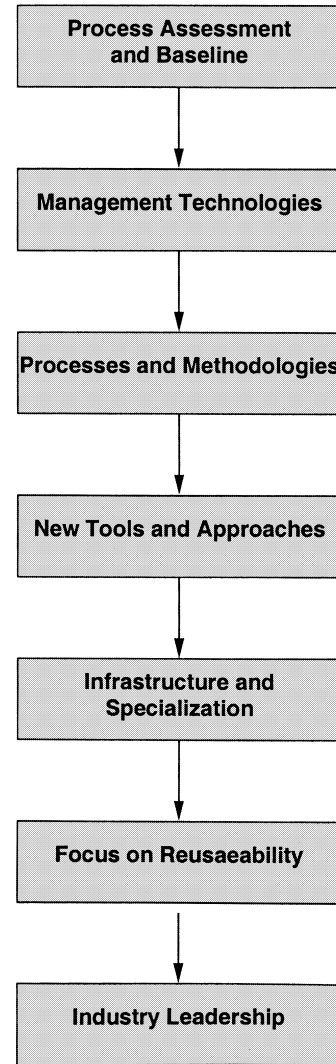 Process Assessment
and Baseline
Management Technologies
Processes and Methodologies
New Tools and Approaches
Infrastructure and
Specialization
Focus on Reusaeability
Industry Leadership